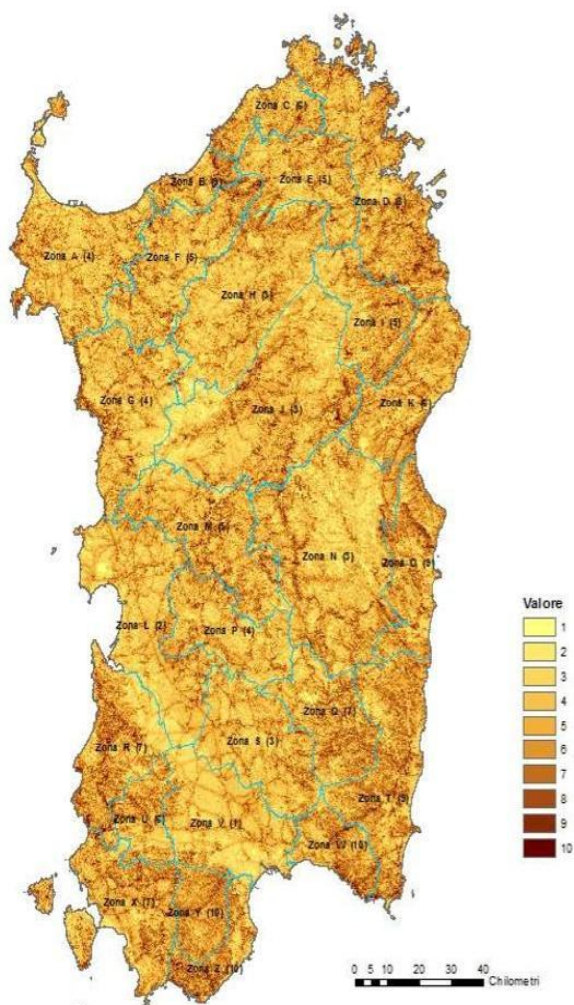 Zona C (6)
Zona B (9)
Zona E (5)
Zona D (8)
Zona A (4)
Zona F (5)
Zona H (3)
Zona I (5)
Zona G (4)
Zona J (3)
Zona K
Zona M
Zona N (3)
Zona O (9)
Zona L (2)
Zona P (4)
Zona Q (7)
Zona R (7)
Zona S (3)
Zona T (9)
Zona U (6)
Zona V (1)
Zona W (10)
Zona X (7)
Zona Y (10)
Zona Z (10)
Valore
1
2
3
4
5
6
7
8
9
10
0 5 10 20 30 40
Chilometri